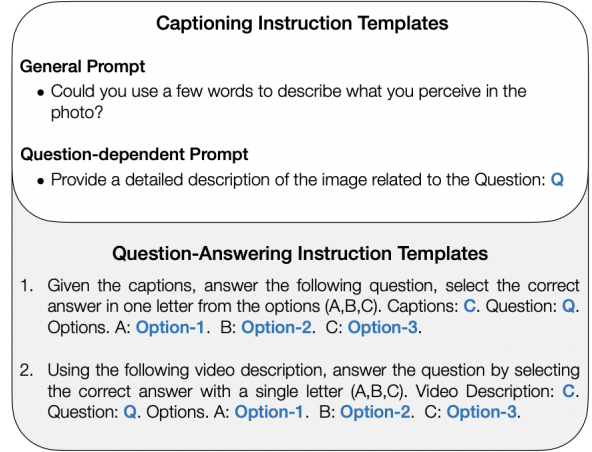 Captioning Instruction Templates
General Prompt
• Could you use a few words to describe what you perceive in the
photo?
Question-dependent Prompt
• Provide a detailed description of the image related to the Question: Q
Question-Answering Instruction Templates
1. Given the captions, answer the following question, select the correct
answer in one letter from the options (A,B,C). Captions: C. Question: Q.
Options. A: Option-1. B: Option-2. C: Option-3.
2. Using the following video description, answer the question by selecting
the correct answer with a single letter (A,B,C). Video Description: C.
Question: Q. Options. A: Option-1. B: Option-2. C: Option-3.